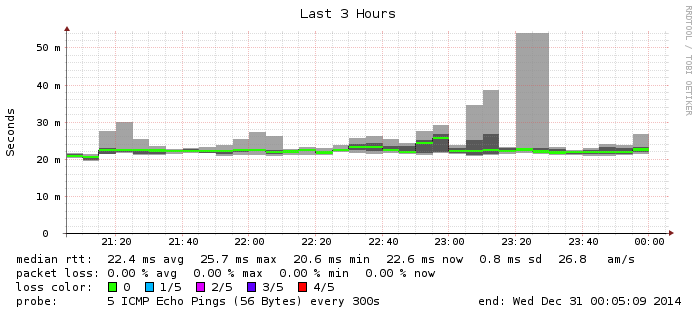 Last 3 Hours
RRDTOOL / TOBI OETIKER
Seconds
50 m
40 m
30 m
20 m
10 m
0
21:20 21:40 22:00 22:20 22:40 23:00 23:20 23:40 00:00
median rtt: 22.4 ms avg 25.7 ms max 20.6 ms min 22.6 ms now 0.8 ms sd 26.8 am/s
packet loss: 0.00 % avg 0.00 % max 0.00 % min 0.00 % now
loss color: 0 1/5 2/5 3/5 4/5
probe: 5 ICMP Echo Pings (56 Bytes) every 300s end: Wed Dec 31 00:05:09 2014